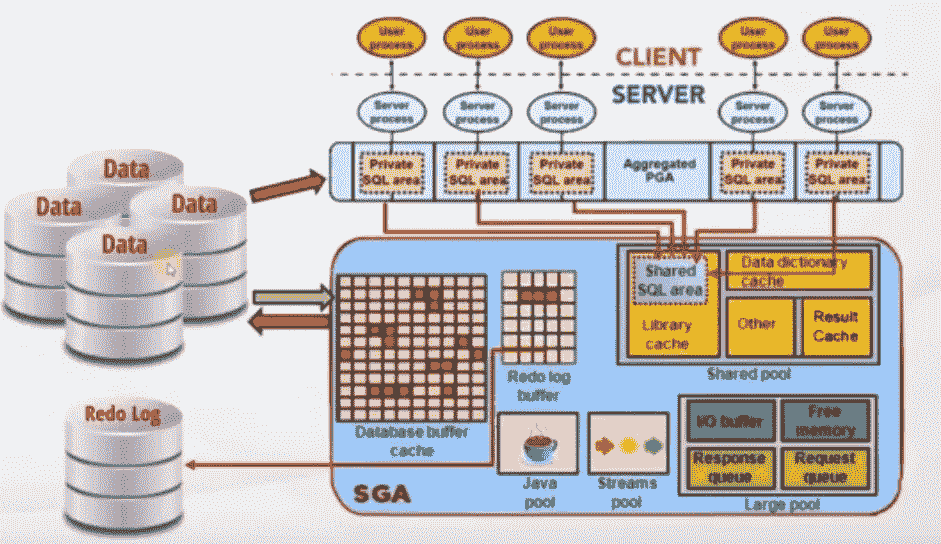 User
process
User
process
User
process
User
process
User
process
CLIENT
SERVER
Server
process
Server
process
Server
process
Server
process
Server
process
Private
SQL area
Private
SQL area
Private
SQL area
Aggregated
PGA
Private
SQL area
Private
SQL area
Data
Data
Data
Data
Redo Log
Shared
SQL area
Library
cache
Data dictionary
cache
Other
Result
Cache
Shared pool
Redo log
buffer
Database buffer
cache
Java
pool
Streams
pool
I/O buffer
Free
memory
Response
queue
Request
queue
Large pool
SGA